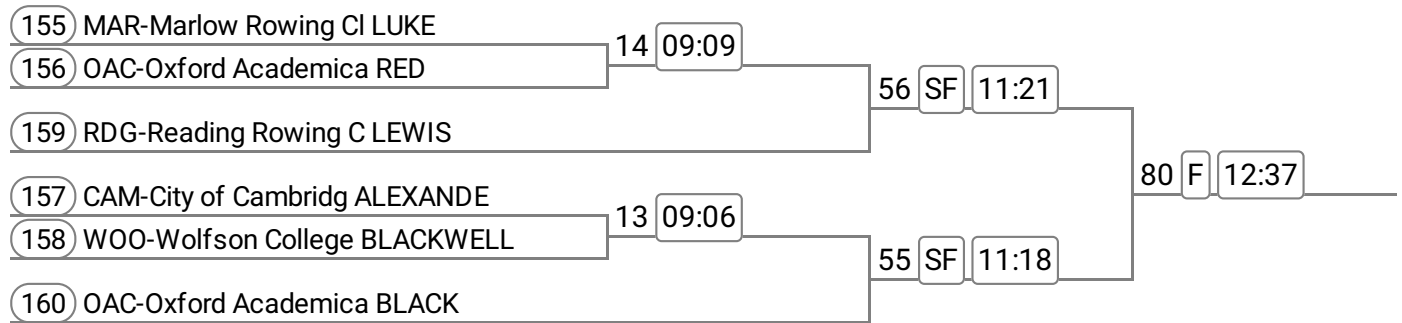 155 MAR-Marlow Rowing Cl LUKE
14 09:09
156 OAC-Oxford Academica RED
56 SF 11:21
159 RDG-Reading Rowing C LEWIS
80 F 12:37
157 CAM-City of Cambridg ALEXANDE
13 09:06
158 WOO-Wolfson College BLACKWELL
55 SF 11:18
160 OAC-Oxford Academica BLACK